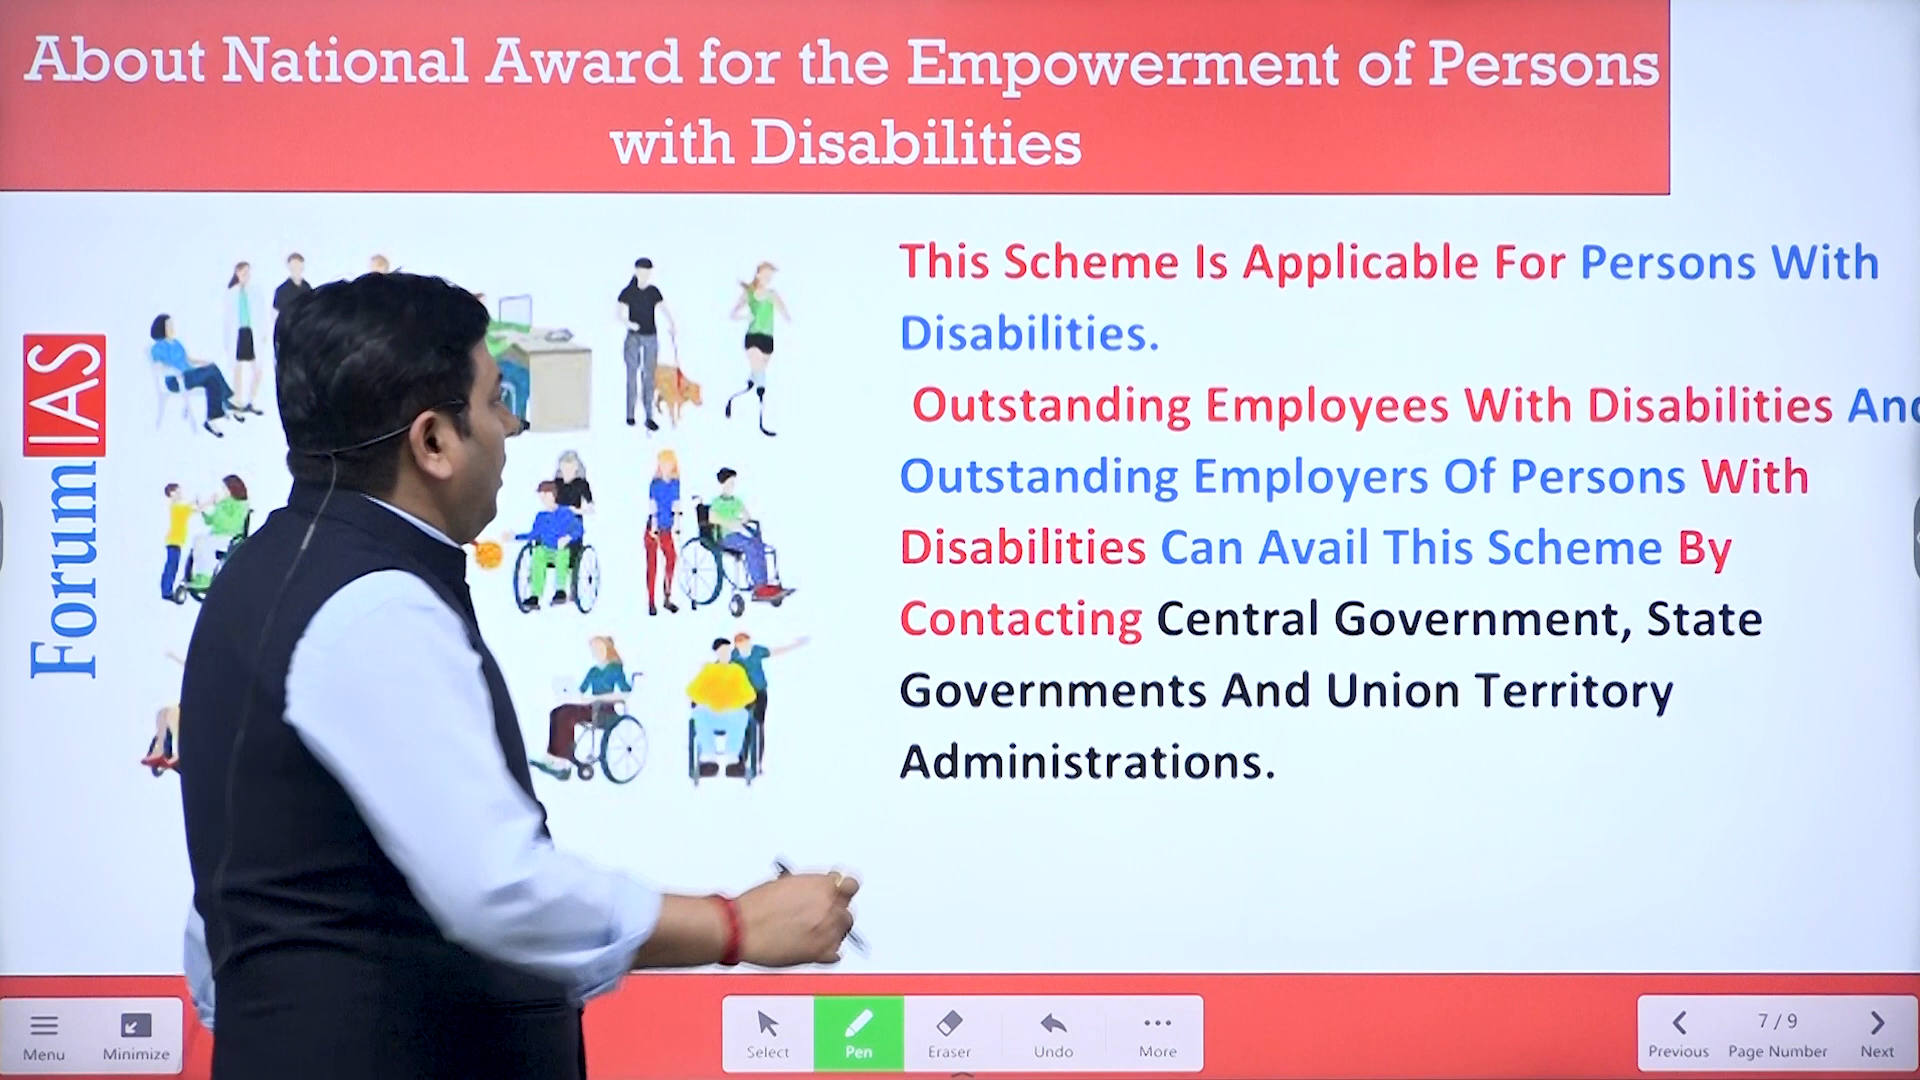 About National Award for the Empowerment of Persons
with Disabilities
Forum|IAS
This Scheme Is Applicable For Persons With
Disabilities.
Outstanding Employees With Disabilities And
Outstanding Employers Of Persons With
Disabilities Can Avail This Scheme By
Contacting Central Government, State
Governments And Union Territory
Administrations.
Menu
Minimize
Select
Pen
Eraser
Undo
More
7 / 9
Previous
Page Number
Next